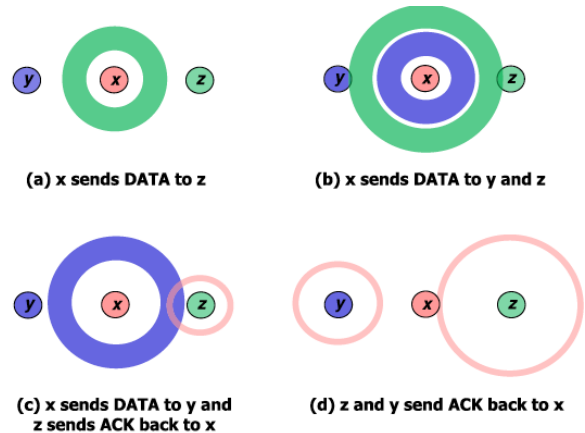 y x z
y x z
(a) x sends DATA to z
(b) x sends DATA to y and z
y x z
y x z
(c) x sends DATA to y and
z sends ACK back to x
(d) z and y send ACK back to x